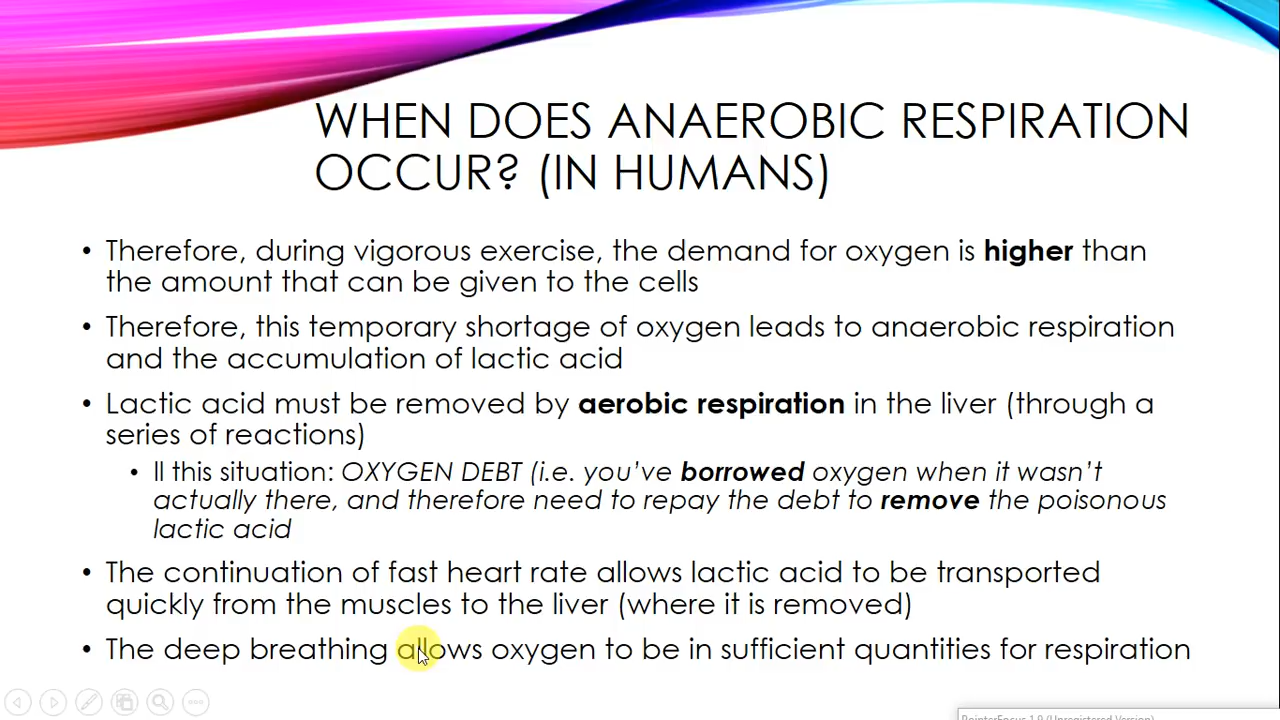 WHEN DOES ANAEROBIC RESPIRATION
OCCUR? (IN HUMANS)
• Therefore, during vigorous exercise, the demand for oxygen is higher than
the amount that can be given to the cells
• Therefore, this temporary shortage of oxygen leads to anaerobic respiration
and the accumulation of lactic acid
• Lactic acid must be removed by aerobic respiration in the liver (through a
series of reactions)
• II this situation: OXYGEN DEBT (i.e. you've borrowed oxygen when it wasn't
actually there, and therefore need to repay the debt to remove the poisonous
lactic acid
• The continuation of fast heart rate allows lactic acid to be transported
quickly from the muscles to the liver (where it is removed)
• The deep breathing allows oxygen to be in sufficient quantities for respiration
PointerFocus 1.9 (Unregistered Version)